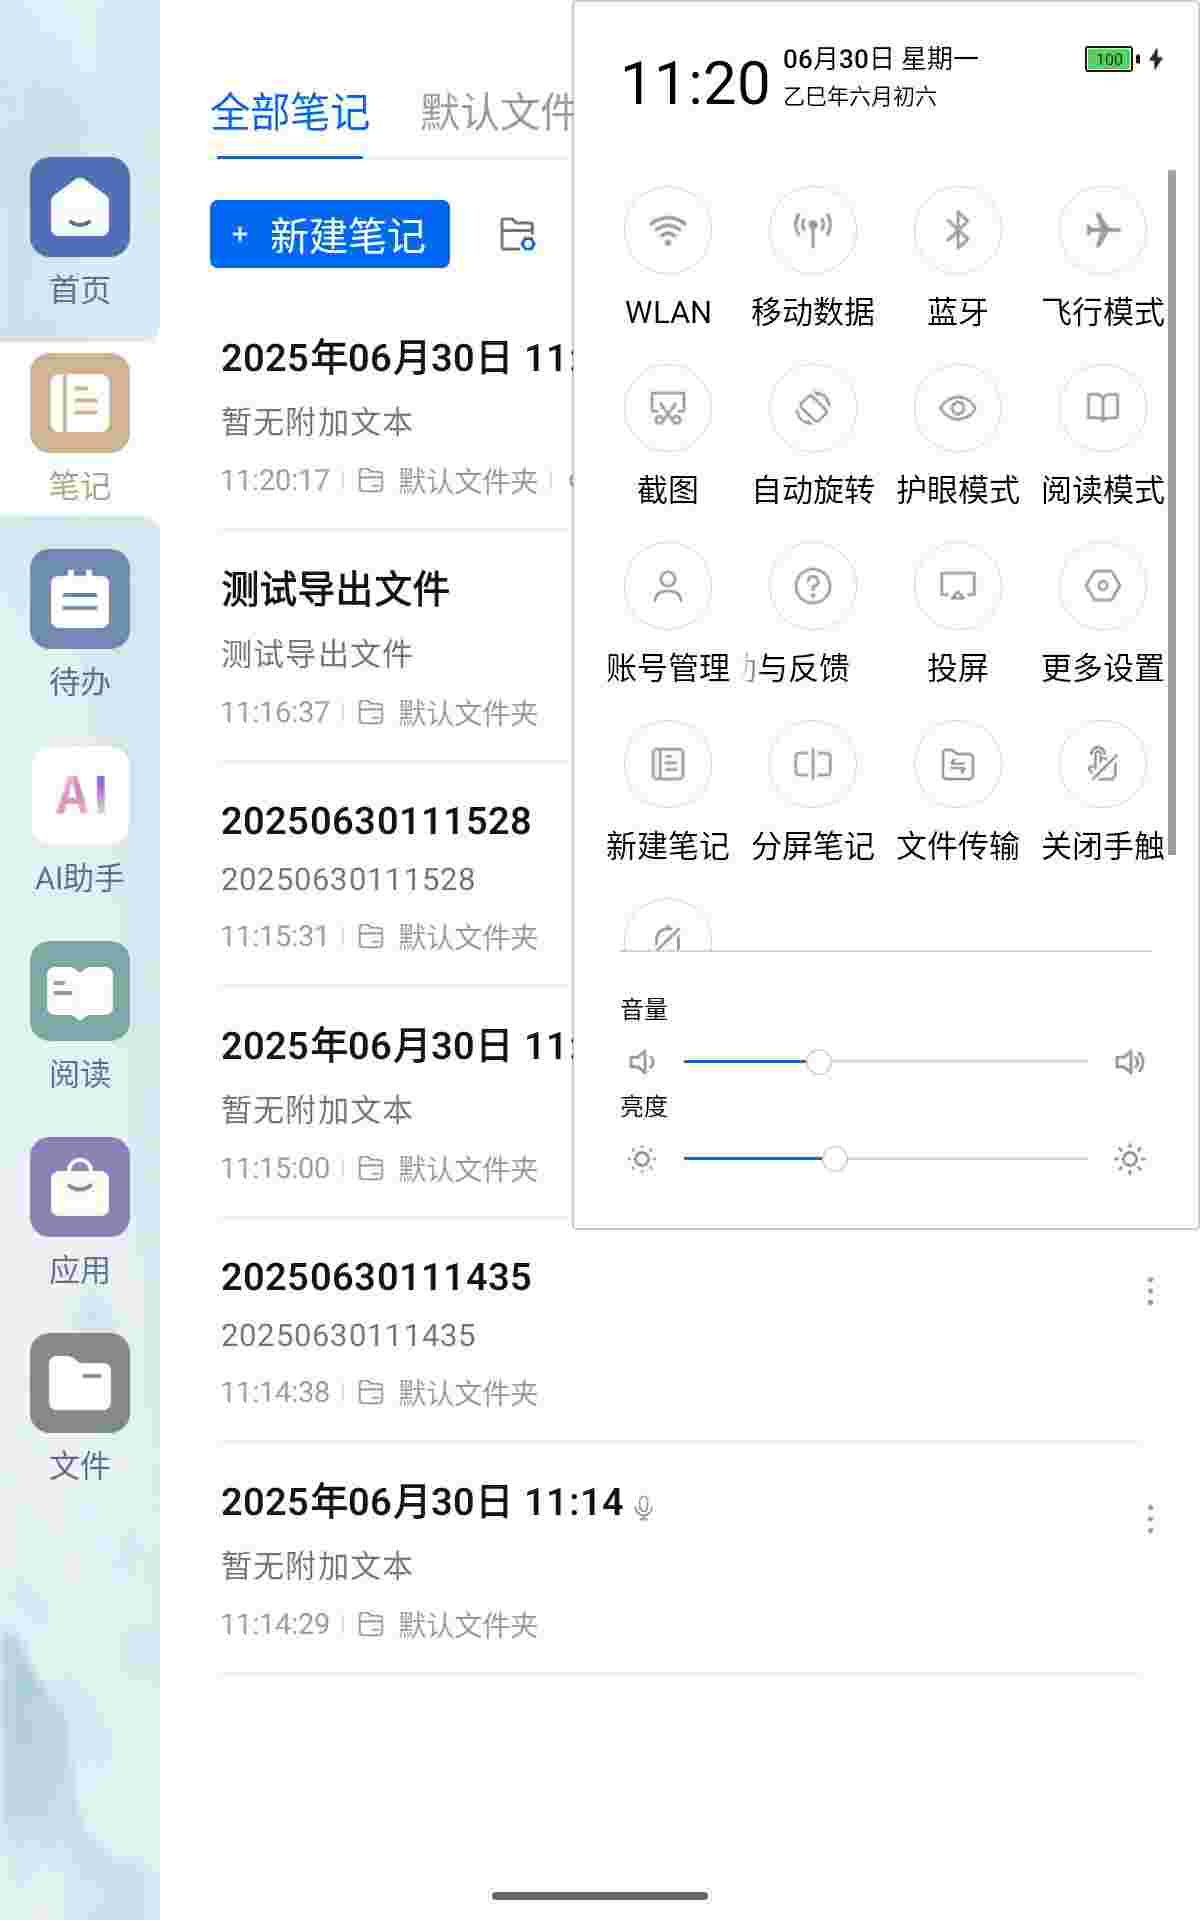 首页
笔记
待办
AI
AI助手
阅读
应用
文件
全部笔记 默认文件
+ 新建笔记
2025年06月30日 11:
暂无附加文本
11:20:17 默认文件夹
测试导出文件
测试导出文件
11:16:37 默认文件夹
20250630111528
20250630111528
11:15:31 默认文件夹
2025年06月30日 11:
暂无附加文本
11:15:00 默认文件夹
20250630111435
20250630111435
11:14:38 默认文件夹
2025年06月30日 11:14
暂无附加文本
11:14:29 默认文件夹
11:20
06月30日 星期一
乙巳年六月初六
100
WLAN 移动数据 蓝牙 飞行模式
截图 自动旋转 护眼模式 阅读模式
账号管理 与反馈 投屏 更多设置
新建笔记 分屏笔记 文件传输 关闭手触
音量
亮度